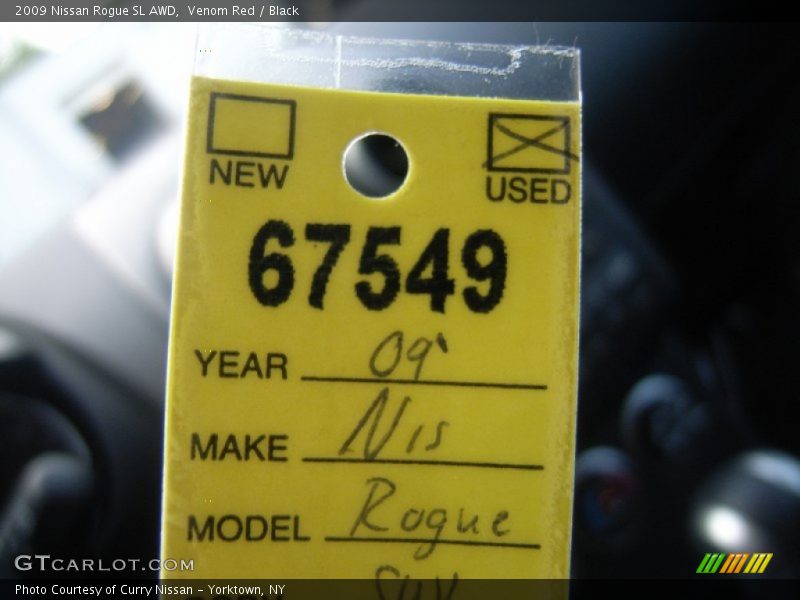 2009 Nissan Rogue SL AWD,  Venom Red / Black
NEW
USED
67549
YEAR 09'
MAKE Nis
MODEL Rogue
GTCARLOT.COM
Photo Courtesy of Curry Nissan - Yorktown, NY